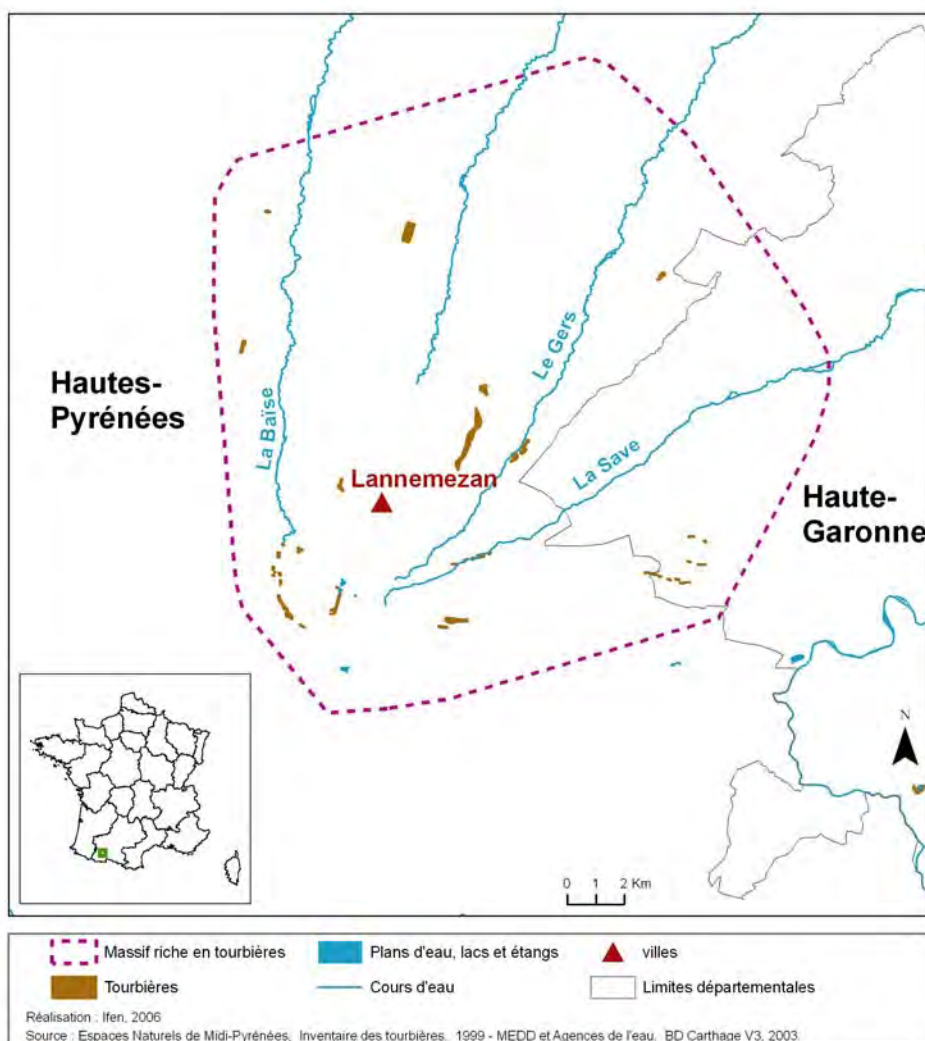 Hautes-
Pyrénées
La Baïse
Le Gers
La Save
Lannemezan
Haute-
Garonne
N
0 1 2 Km
Massif riche en tourbières
Plans d'eau, lacs et étangs
villes
Tourbières
Cours d'eau
Limites départementales
Réalisation : Ifen, 2006
Source : Espaces Naturels de Midi-Pyrénées, Inventaire des tourbières, 1999 - MEDD et Agences de l'eau, BD Carthage V3, 2003.